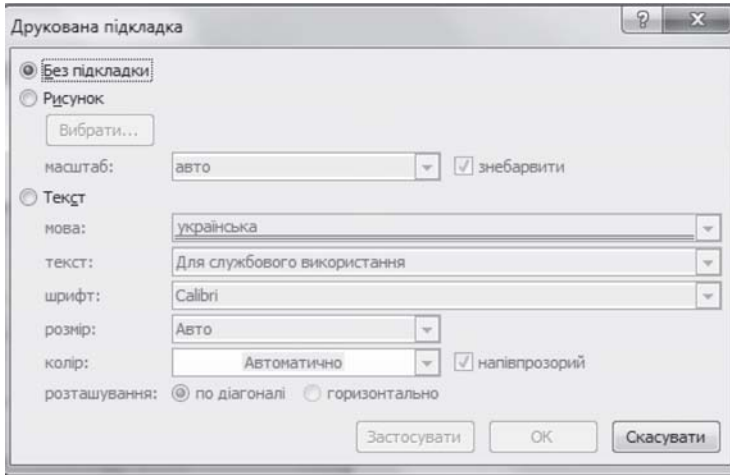 Друкована підкладка
Без підкладки
Рисунок
Вибрати...
масштаб: авто знебарвити
Текст
мова: українська
текст: Для службового використання
шрифт: Calibri
розмір: Авто
колір: Автоматично напівпрозорий
розташування: по діагоналі горизонтально
Застосувати ОК Скасувати